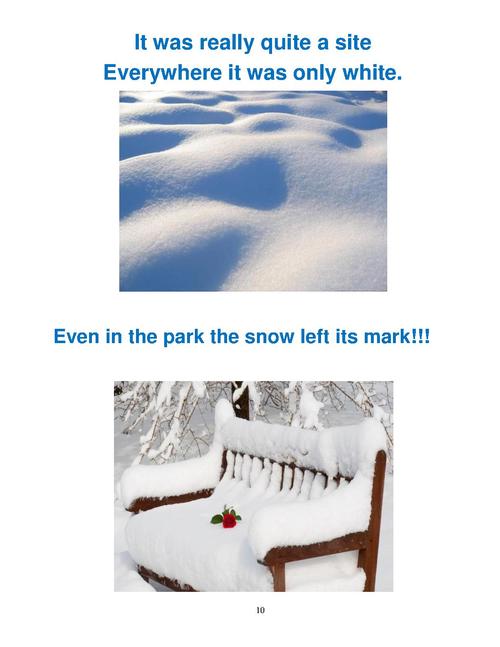 It was really quite a site
Everywhere it was only white.
Even in the park the snow left its mark!!!
10